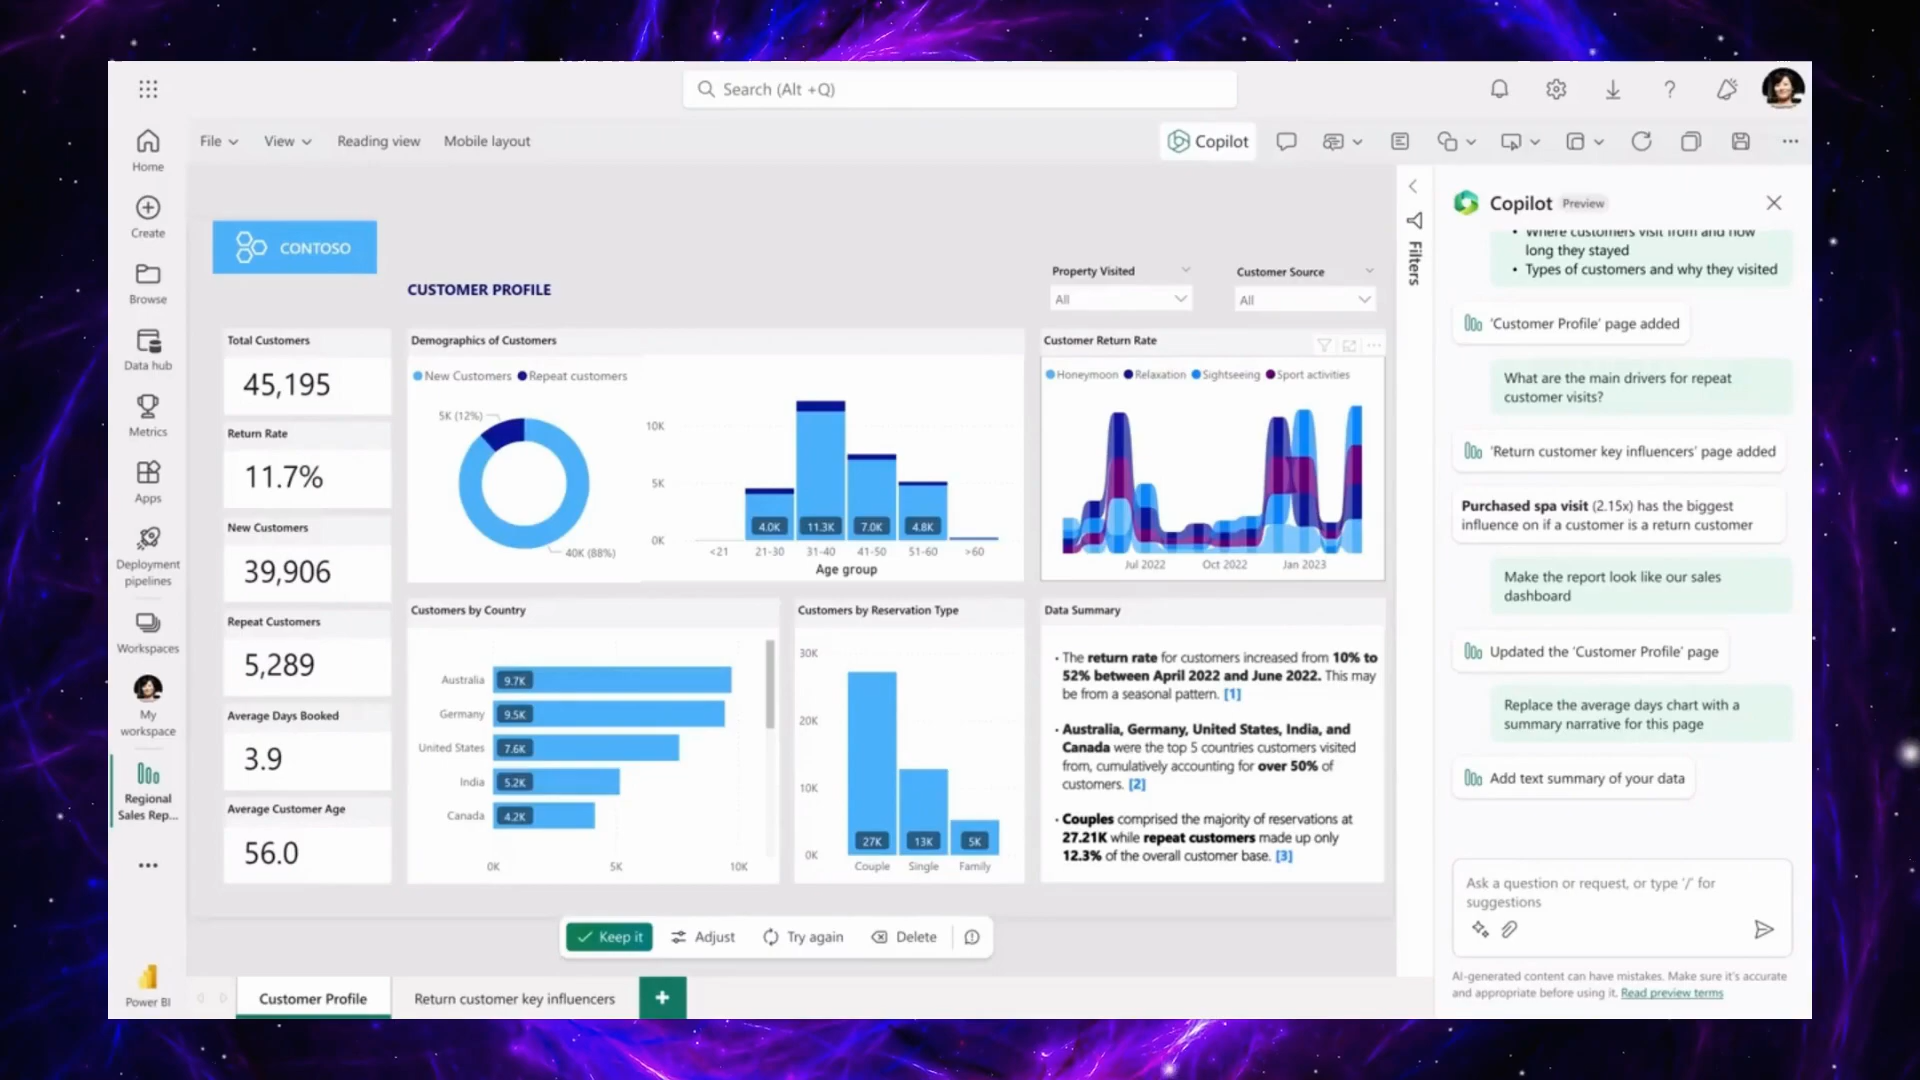 Search (Alt +Q)
File
View
Reading view
Mobile layout
Copilot
Home
Create
Browse
Data hub
Metrics
Apps
Deployment
pipelines
Workspaces
My
workspace
Regional
Sales Rep...
Power BI
CONTOSO
CUSTOMER PROFILE
Property Visited
All
Customer Source
All
Total Customers
45,195
Return Rate
11.7%
New Customers
39,906
Repeat Customers
5,289
Average Days Booked
3.9
Average Customer Age
56.0
Demographics of Customers
New Customers Repeat customers
5K (12%)
40K (88%)
10K
5K
0K
4.0K 11.3K 7.0K 4.8K
<21 21-30 31-40 41-50 51-60 >60
Age group
Customer Return Rate
Honeymoon Relaxation Sightseeing Sport activities
Jul 2022 Oct 2022 Jan 2023
Customers by Country
Australia 9.7K
Germany 9.5K
United States 7.6K
India 5.2K
Canada 4.2K
0K 5K 10K
Customers by Reservation Type
30K
20K
10K
0K
27K 13K 5K
Couple Single Family
Data Summary
· The return rate for customers increased from 10% to
52% between April 2022 and June 2022. This may
be from a seasonal pattern. [1]
· Australia, Germany, United States, India, and
Canada were the top 5 countries customers visited
from, cumulatively accounting for over 50% of
customers. [2]
· Couples comprised the majority of reservations at
27.21K while repeat customers made up only
12.3% of the overall customer base. [3]
Keep it
Adjust
Try again
Delete
Customer Profile
Return customer key influencers
+
Filters
Copilot Preview
• Where customers visit from and how
long they stayed
• Types of customers and why they visited
'Customer Profile' page added
What are the main drivers for repeat
customer visits?
'Return customer key influencers' page added
Purchased spa visit (2.15x) has the biggest
influence on if a customer is a return customer
Make the report look like our sales
dashboard
Updated the 'Customer Profile' page
Replace the average days chart with a
summary narrative for this page
Add text summary of your data
Ask a question or request, or type '/' for
suggestions
AI-generated content can have mistakes. Make sure it's accurate
and appropriate before using it. Read preview terms